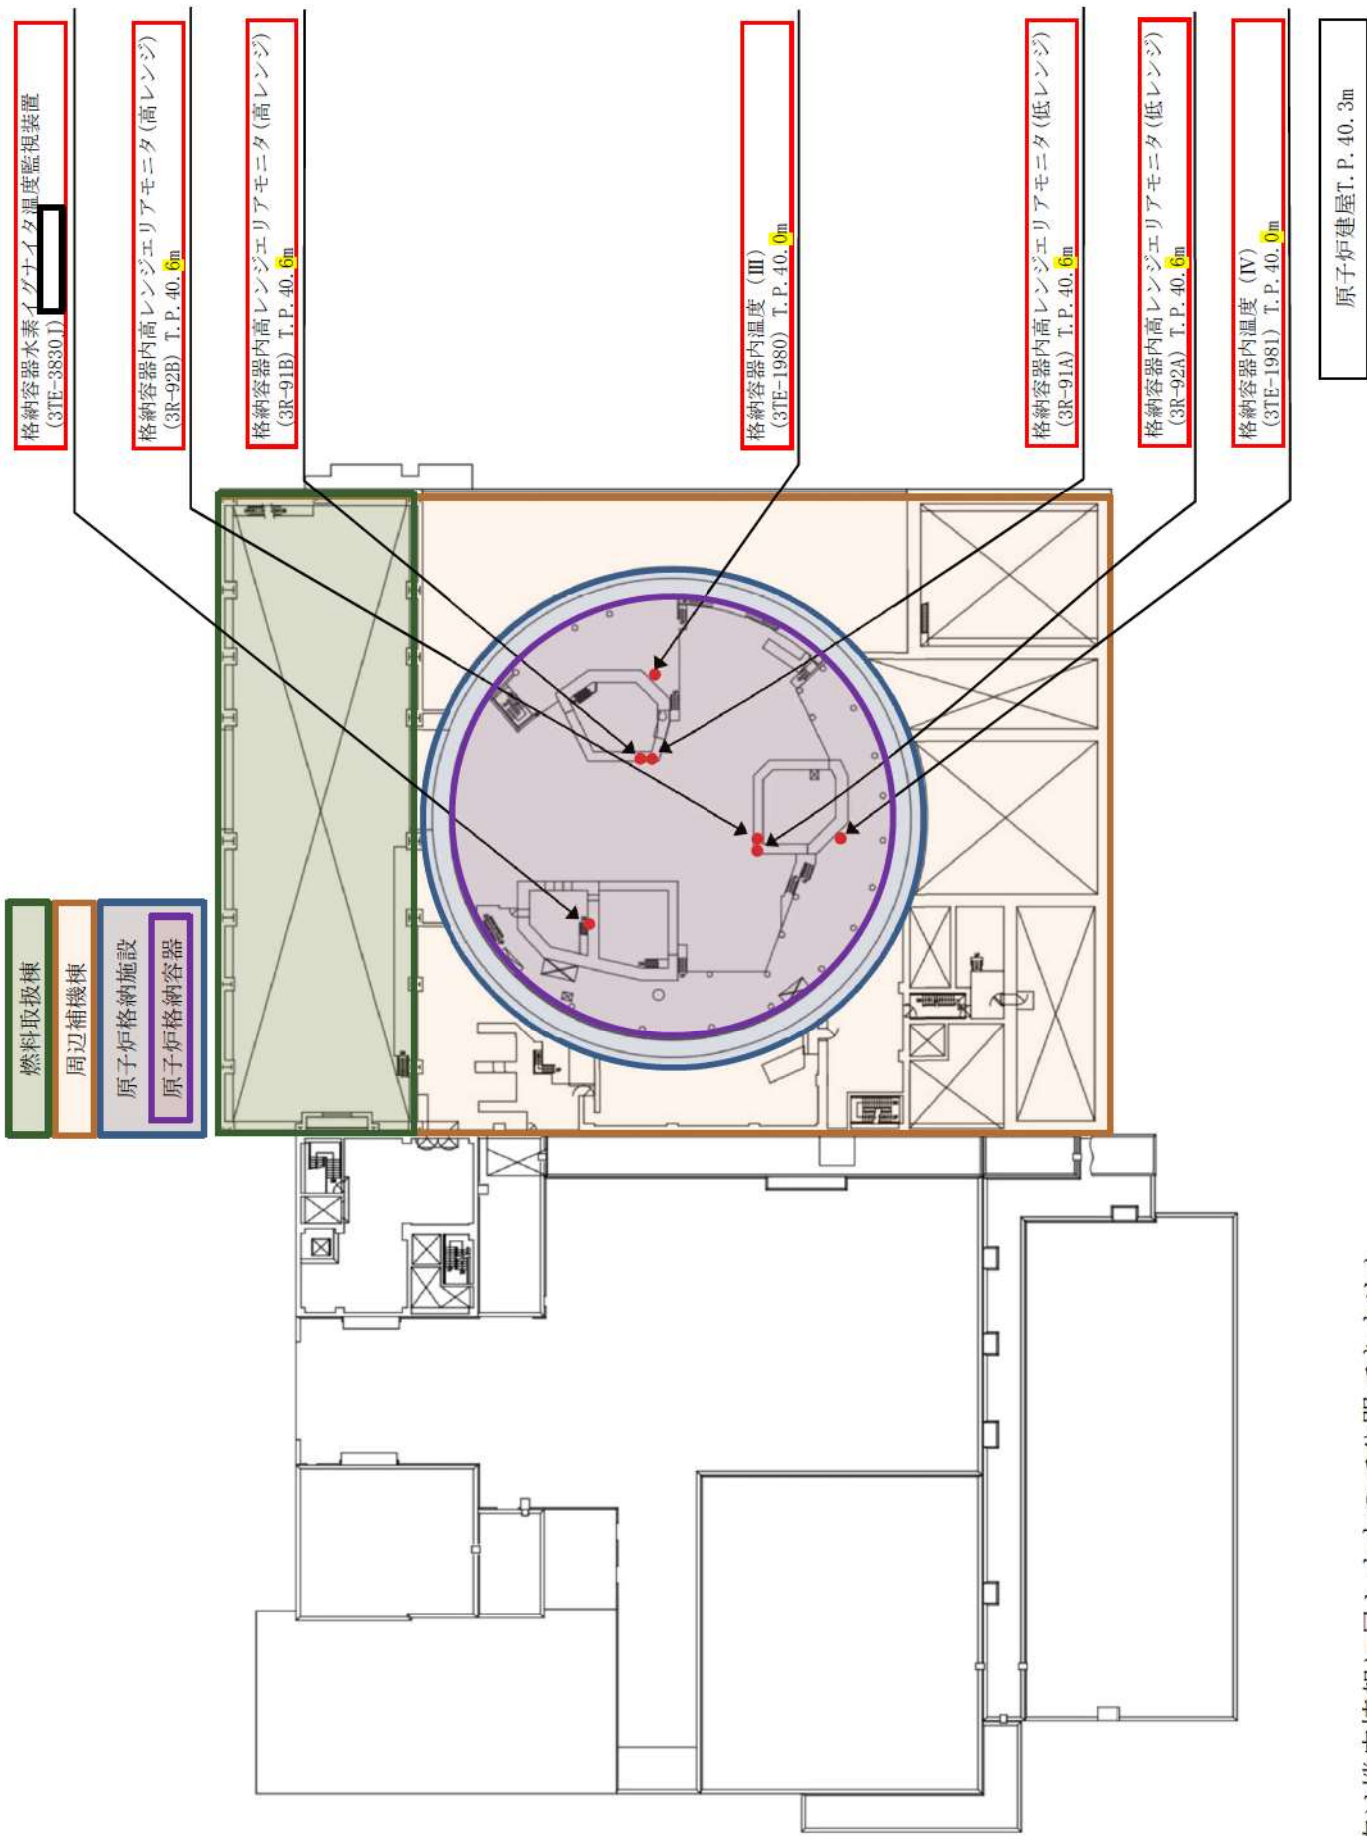 格納容器水素イグナイタ温度監視装置
(3TE-3830J)
格納容器内高レンジエリアモニタ(高レンジ)
(3R-92B) T.P.40.6m
格納容器内高レンジエリアモニタ(高レンジ)
(3R-91B) T.P.40.6m
格納容器内温度 (Ⅲ)
(3TE-1980) T.P.40.0m
格納容器内高レンジエリアモニタ(低レンジ)
(3R-91A) T.P.40.6m
格納容器内高レンジエリアモニタ(低レンジ)
(3R-92A) T.P.40.6m
格納容器内温度 (Ⅳ)
(3TE-1981) T.P.40.0m
原子炉建屋T.P.40.3m
燃料取扱棟
周辺補機棟
原子炉格納施設
原子炉格納容器